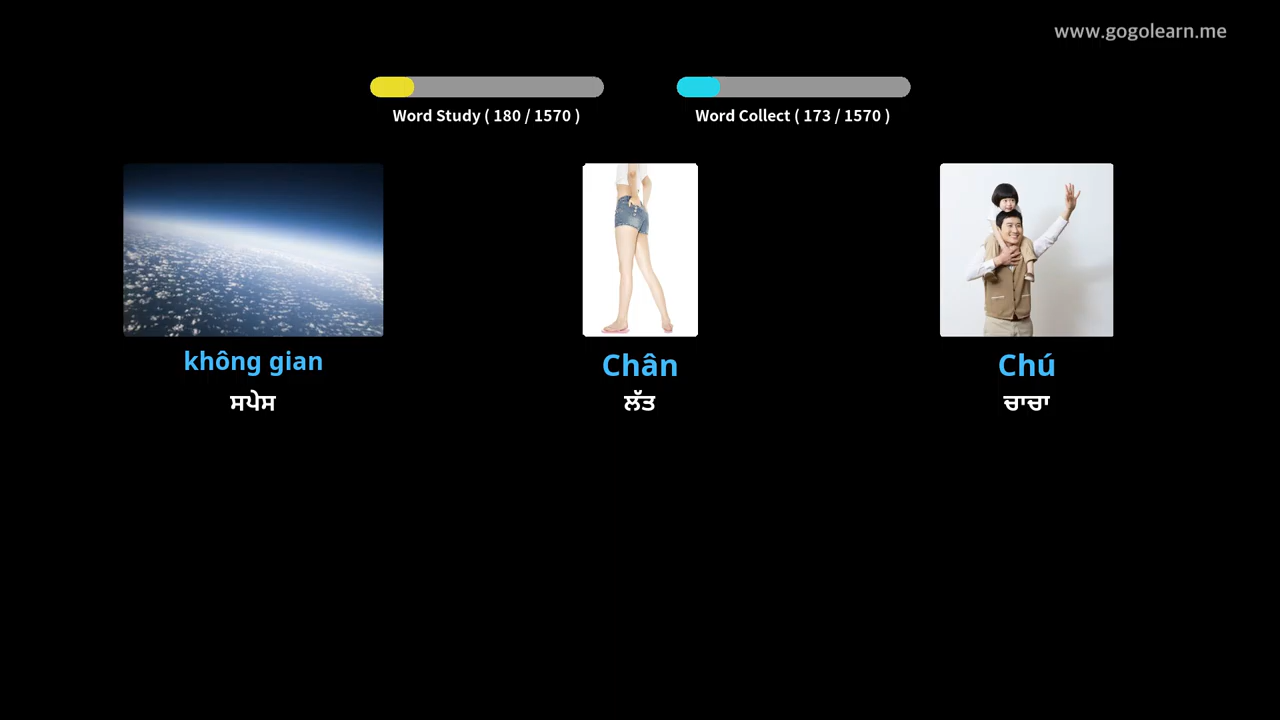 www.gogolearn.me
Word Study ( 180 / 1570 )
Word Collect ( 173 / 1570 )
không gian
Chân
Chú
ਸਪੇਸ
ਲੱਤ
ਚਾਚਾ